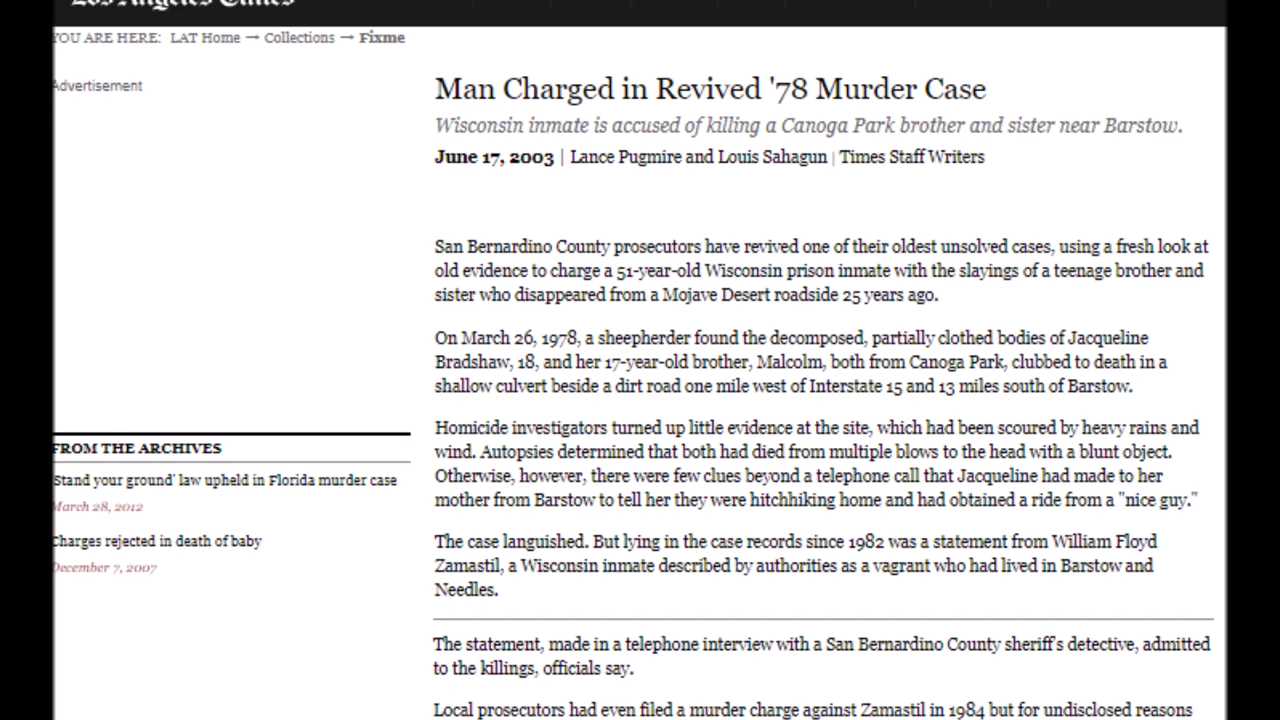 Los Angeles Times
YOU ARE HERE: LAT Home → Collections → Fixme
Advertisement
Man Charged in Revived '78 Murder Case
Wisconsin inmate is accused of killing a Canoga Park brother and sister near Barstow.
June 17, 2003 | Lance Pugmire and Louis Sahagun | Times Staff Writers
San Bernardino County prosecutors have revived one of their oldest unsolved cases, using a fresh look at
old evidence to charge a 51-year-old Wisconsin prison inmate with the slayings of a teenage brother and
sister who disappeared from a Mojave Desert roadside 25 years ago.
On March 26, 1978, a sheepherder found the decomposed, partially clothed bodies of Jacqueline
Bradshaw, 18, and her 17-year-old brother, Malcolm, both from Canoga Park, clubbed to death in a
shallow culvert beside a dirt road one mile west of Interstate 15 and 13 miles south of Barstow.
Homicide investigators turned up little evidence at the site, which had been scoured by heavy rains and
wind. Autopsies determined that both had died from multiple blows to the head with a blunt object.
Otherwise, however, there were few clues beyond a telephone call that Jacqueline had made to her
mother from Barstow to tell her they were hitchhiking home and had obtained a ride from a "nice guy."
The case languished. But lying in the case records since 1982 was a statement from William Floyd
Zamastil, a Wisconsin inmate described by authorities as a vagrant who had lived in Barstow and
Needles.
The statement, made in a telephone interview with a San Bernardino County sheriff's detective, admitted
to the killings, officials say.
Local prosecutors had even filed a murder charge against Zamastil in 1984 but for undisclosed reasons
FROM THE ARCHIVES
'Stand your ground' law upheld in Florida murder case
March 28, 2012
Charges rejected in death of baby
December 7, 2007